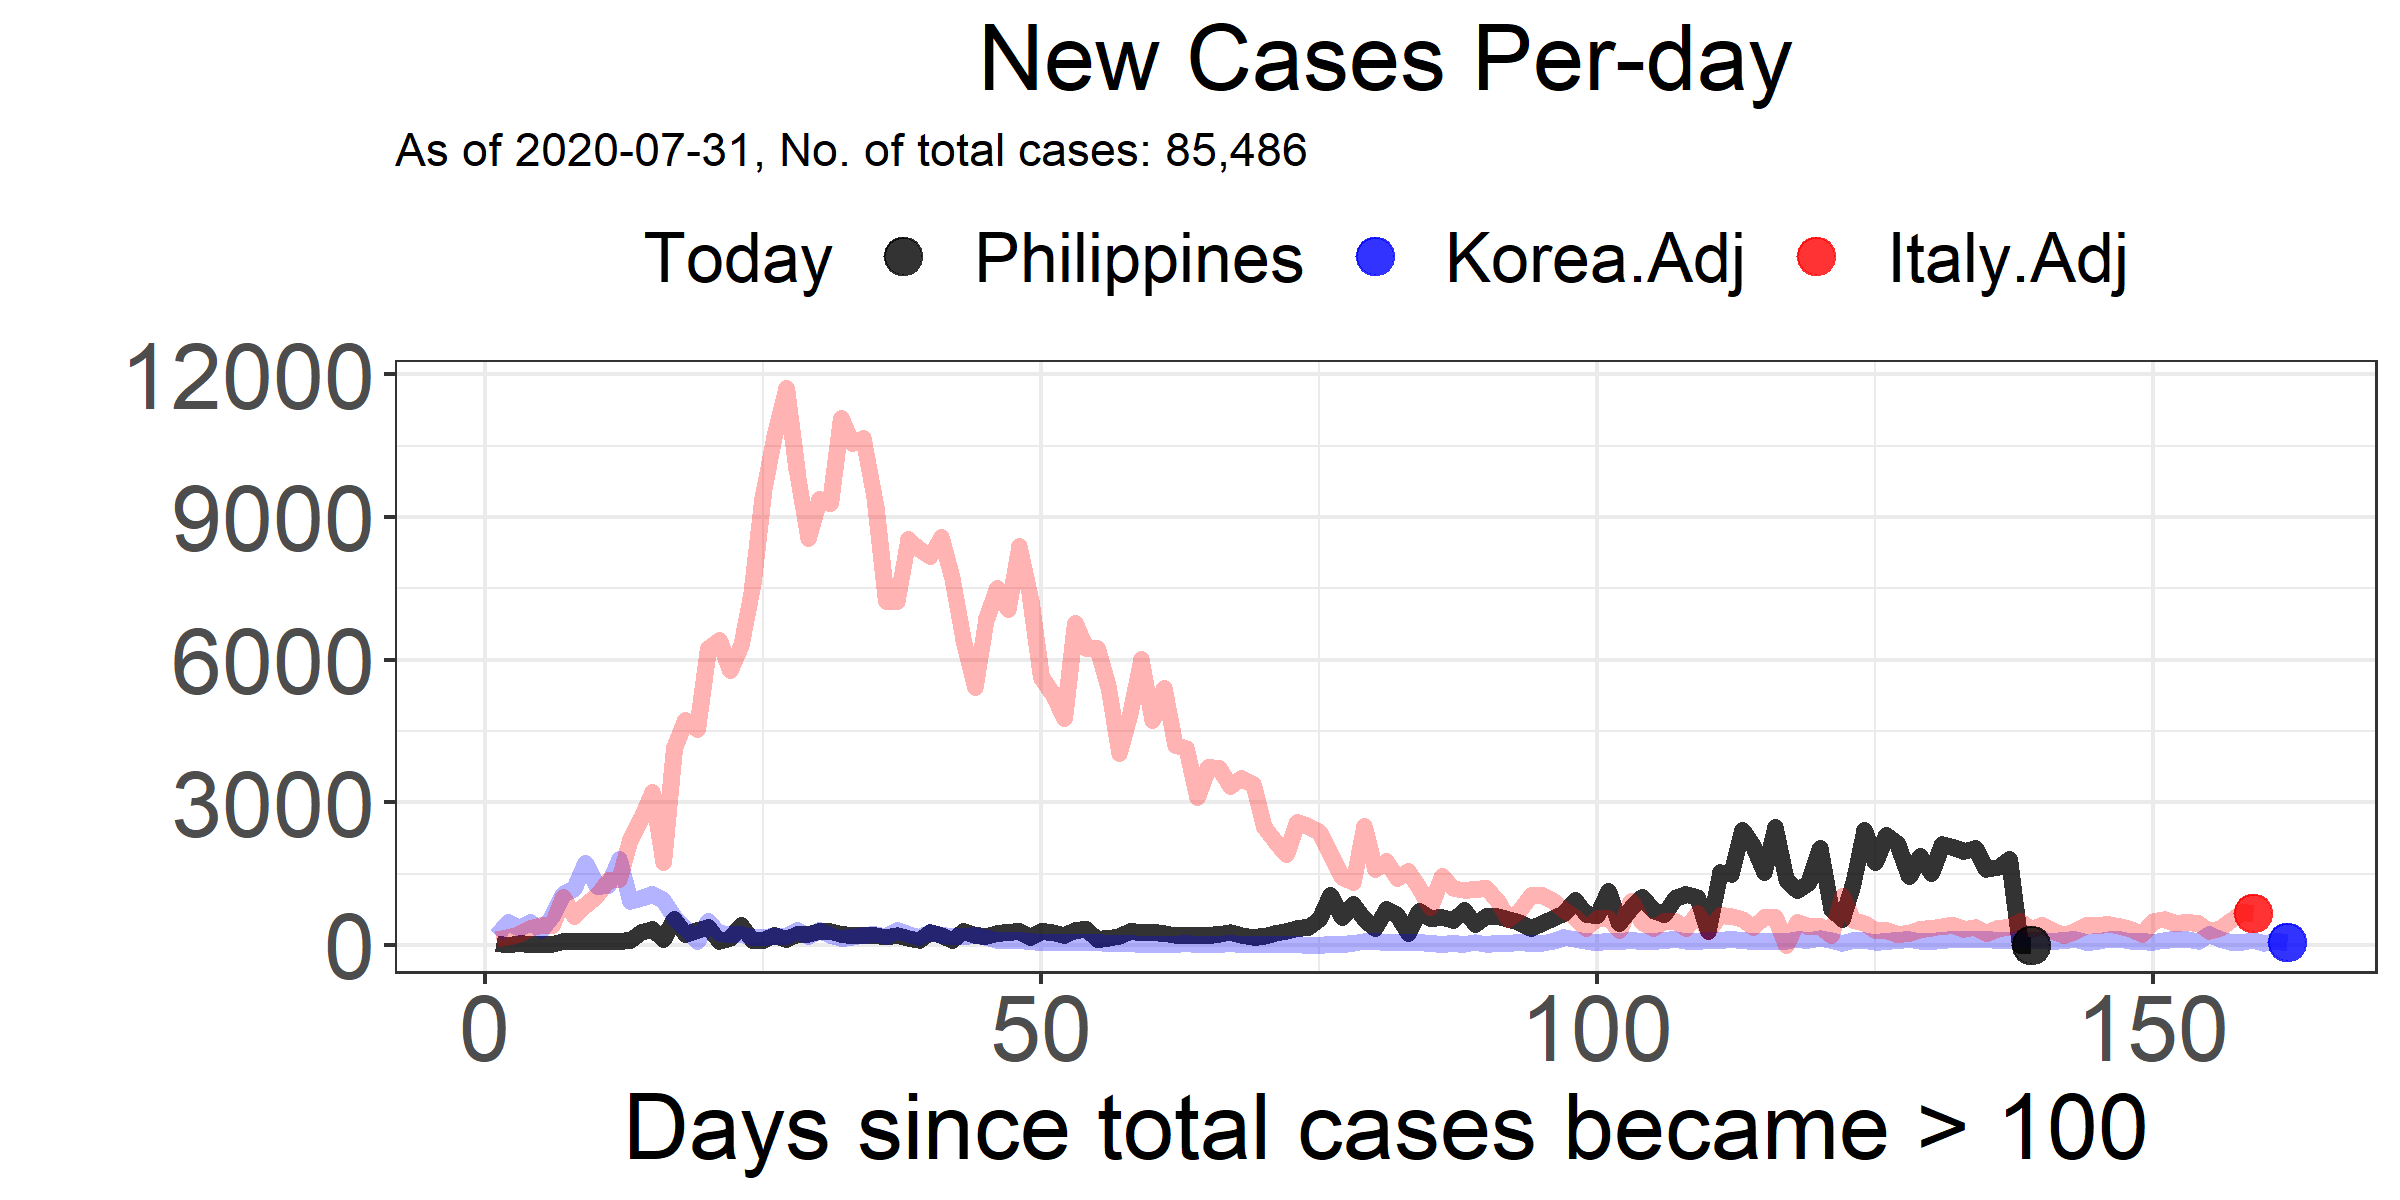 New Cases Per-day
As of 2020-07-31, No. of total cases: 85,486
Today Philippines Korea.Adj Italy.Adj
12000
9000
6000
3000
0
0 50 100 150
Days since total cases became > 100